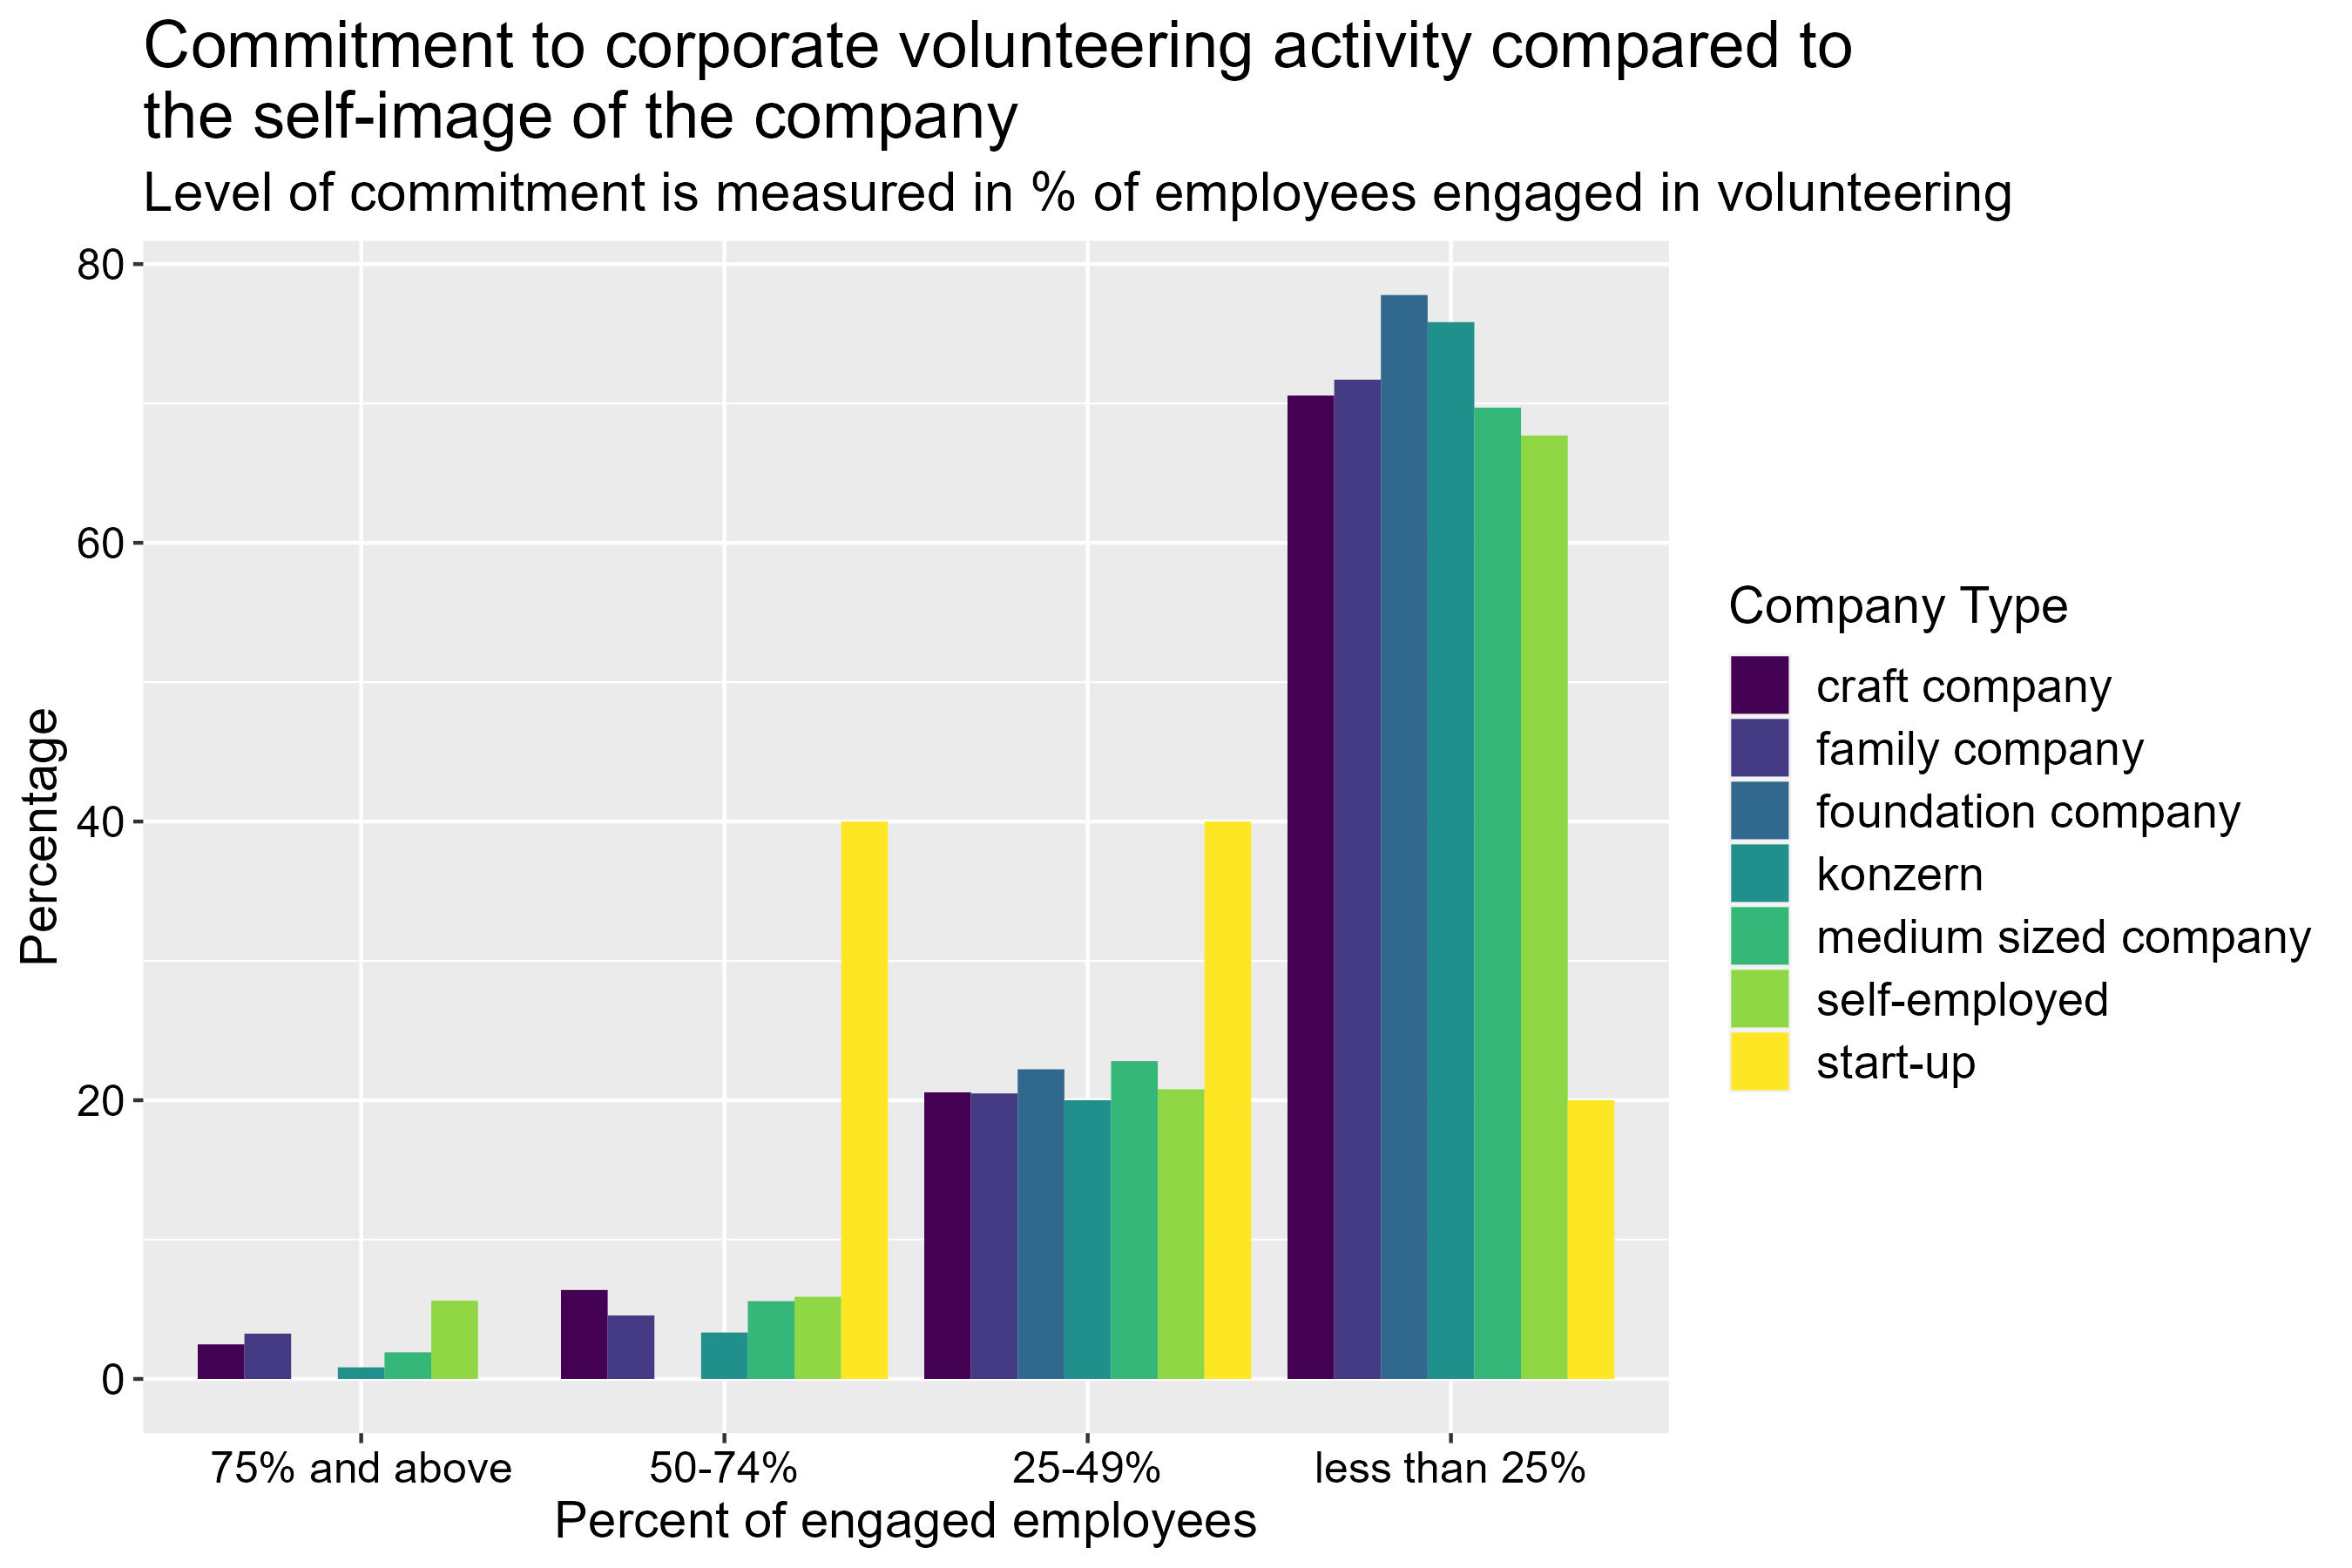 Commitment to corporate volunteering activity compared to
the self-image of the company
Level of commitment is measured in % of employees engaged in volunteering
80
60
40
20
0
Percentage
75% and above
50-74%
25-49%
less than 25%
Percent of engaged employees
Company Type
craft company
family company
foundation company
konzern
medium sized company
self-employed
start-up